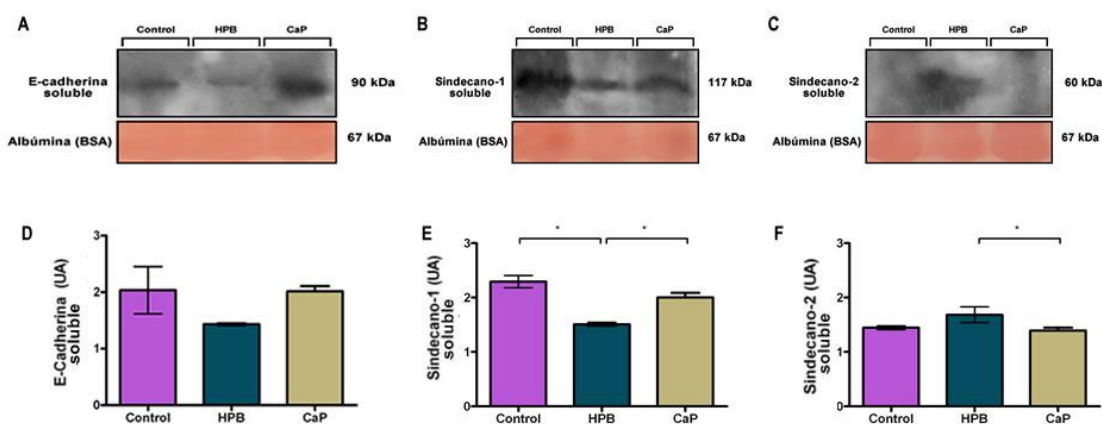 A
Control HPB CaP
E-cadherina
soluble
90 kDa
Albúmina (BSA)
67 kDa
B
Control HPB CaP
Sindecano-1
soluble
117 kDa
Albúmina (BSA)
67 kDa
C
Control HPB CaP
Sindecano-2
soluble
60 kDa
Albúmina (BSA)
67 kDa
D
E-Cadherina (UA)
soluble
3
2
1
0
Control HPB CaP
E
Sindecano-1 (UA)
soluble
3
2
1
0
* *
Control HPB CaP
F
Sindecano-2 (UA)
soluble
3
2
1
0
*
Control HPB CaP